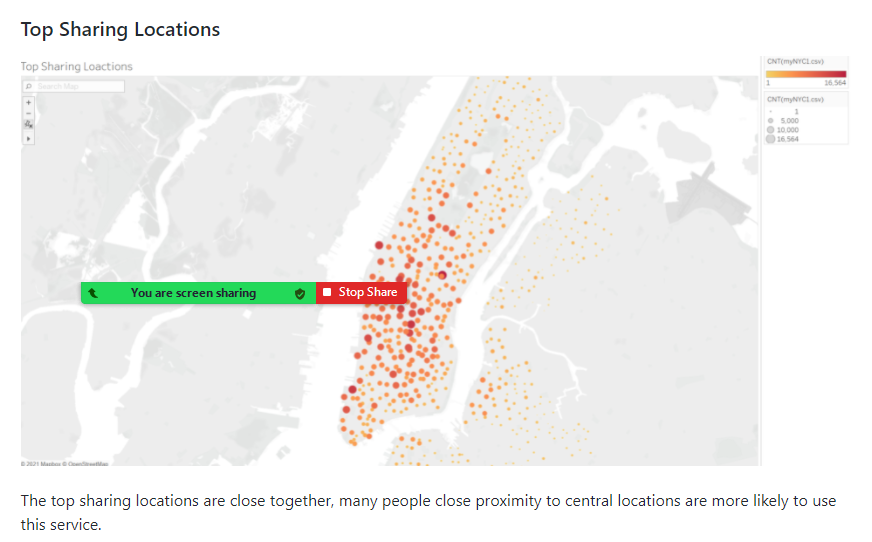 Top Sharing Locations
Top Sharing Loactions
Search Map
CNT(myNYC1.csv)
1 16,564
CNT(myNYC1.csv)
1
5,000
10,000
16,564
You are screen sharing Stop Share
© 2021 Mapbox © OpenStreetMap
The top sharing locations are close together, many people close proximity to central locations are more likely to use
this service.